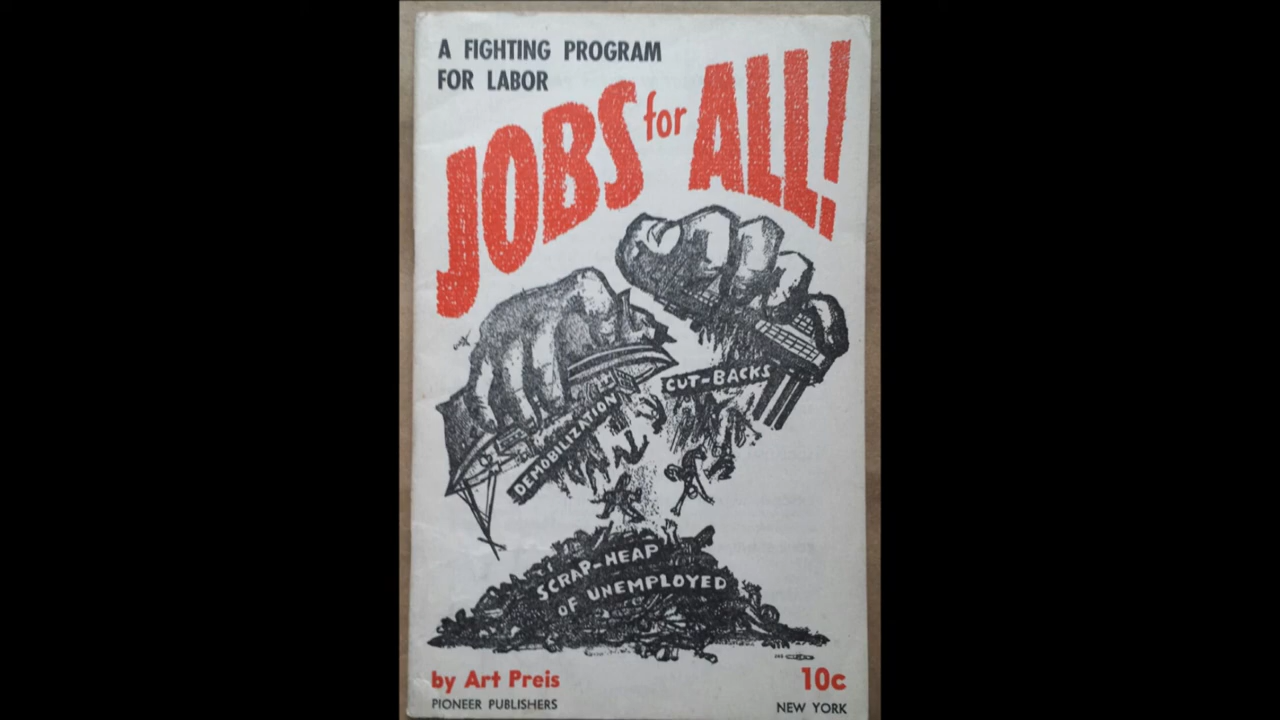 A FIGHTING PROGRAM
FOR LABOR
JOBS for ALL!
CUT-BACKS
DEMOBILIZATION
SCRAP-HEAP
OF UNEMPLOYED
by Art Preis
10c
PIONEER PUBLISHERS
NEW YORK